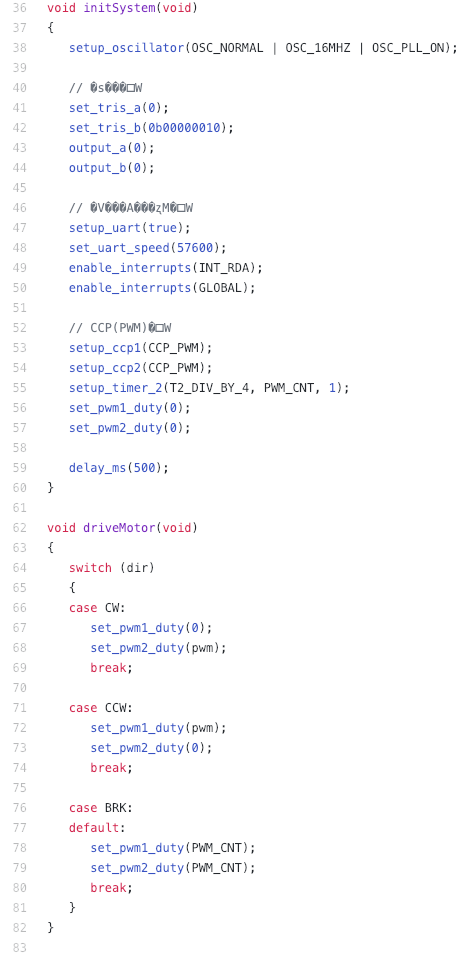 36 void initSystem(void)
37 {
38 setup_oscillator(OSC_NORMAL | OSC_16MHZ | OSC_PLL_ON);
39
40 // �s���□W
41 set_tris_a(0);
42 set_tris_b(0b00000010);
43 output_a(0);
44 output_b(0);
45
46 // �V���A���ʐM�□W
47 setup_uart(true);
48 set_uart_speed(57600);
49 enable_interrupts(INT_RDA);
50 enable_interrupts(GLOBAL);
51
52 // CCP(PWM)�□W
53 setup_ccp1(CCP_PWM);
54 setup_ccp2(CCP_PWM);
55 setup_timer_2(T2_DIV_BY_4, PWM_CNT, 1);
56 set_pwm1_duty(0);
57 set_pwm2_duty(0);
58
59 delay_ms(500);
60 }
61
62 void driveMotor(void)
63 {
64 switch (dir)
65 {
66 case CW:
67 set_pwm1_duty(0);
68 set_pwm2_duty(pwm);
69 break;
70
71 case CCW:
72 set_pwm1_duty(pwm);
73 set_pwm2_duty(0);
74 break;
75
76 case BRK:
77 default:
78 set_pwm1_duty(PWM_CNT);
79 set_pwm2_duty(PWM_CNT);
80 break;
81 }
82 }
83